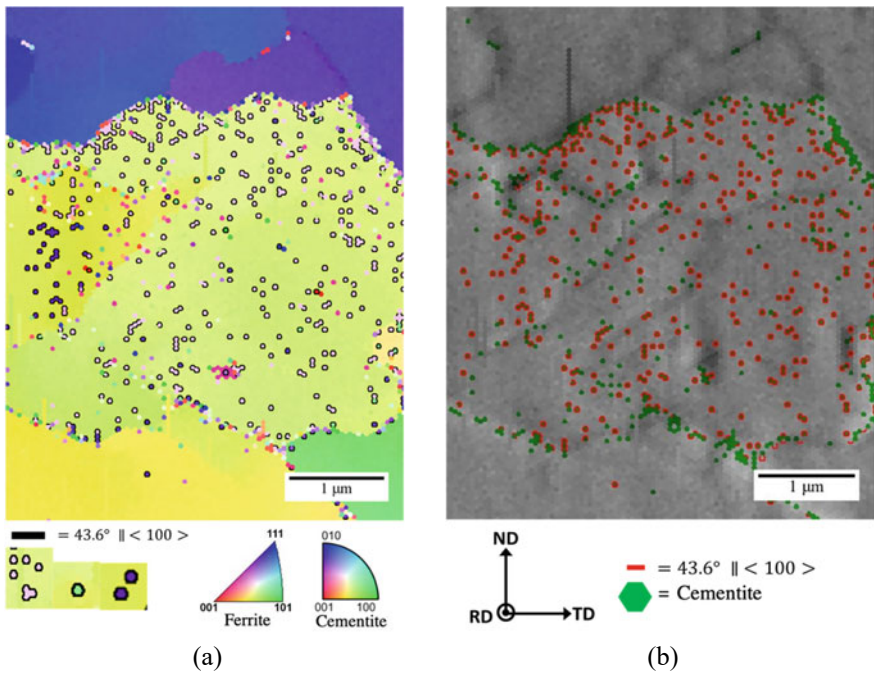 1 μm
1 μm
= 43.6° ∥ < 100 >
111
001
101
Ferrite
010
001
100
Cementite
ND
RD
TD
= 43.6° ∥ < 100 >
= Cementite
(a)
(b)